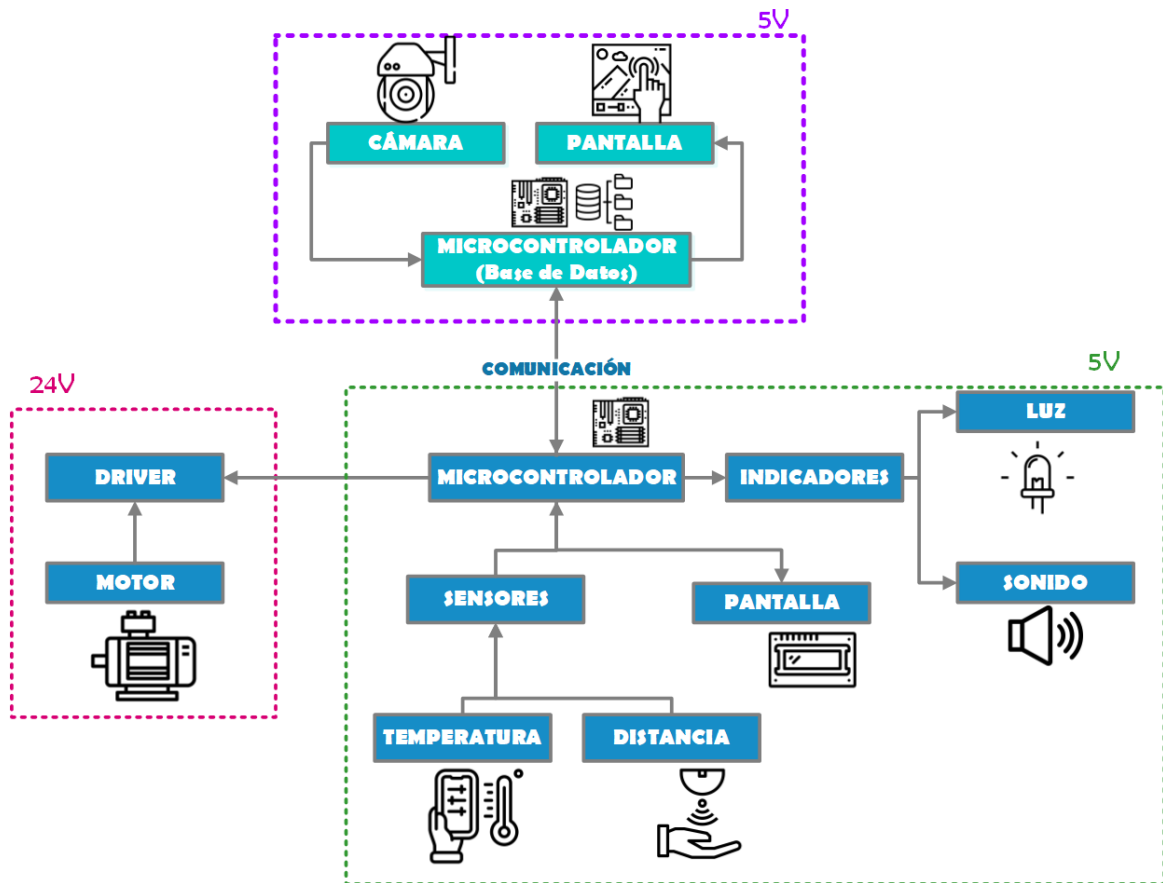 5V
CÁMARA
PANTALLA
MICROCONTROLADOR
(Base de Datos)
COMUNICACIÓN
24V
5V
LUZ
DRIVER
MICROCONTROLADOR
INDICADORES
MOTOR
SENSORES
PANTALLA
SONIDO
TEMPERATURA
DISTANCIA